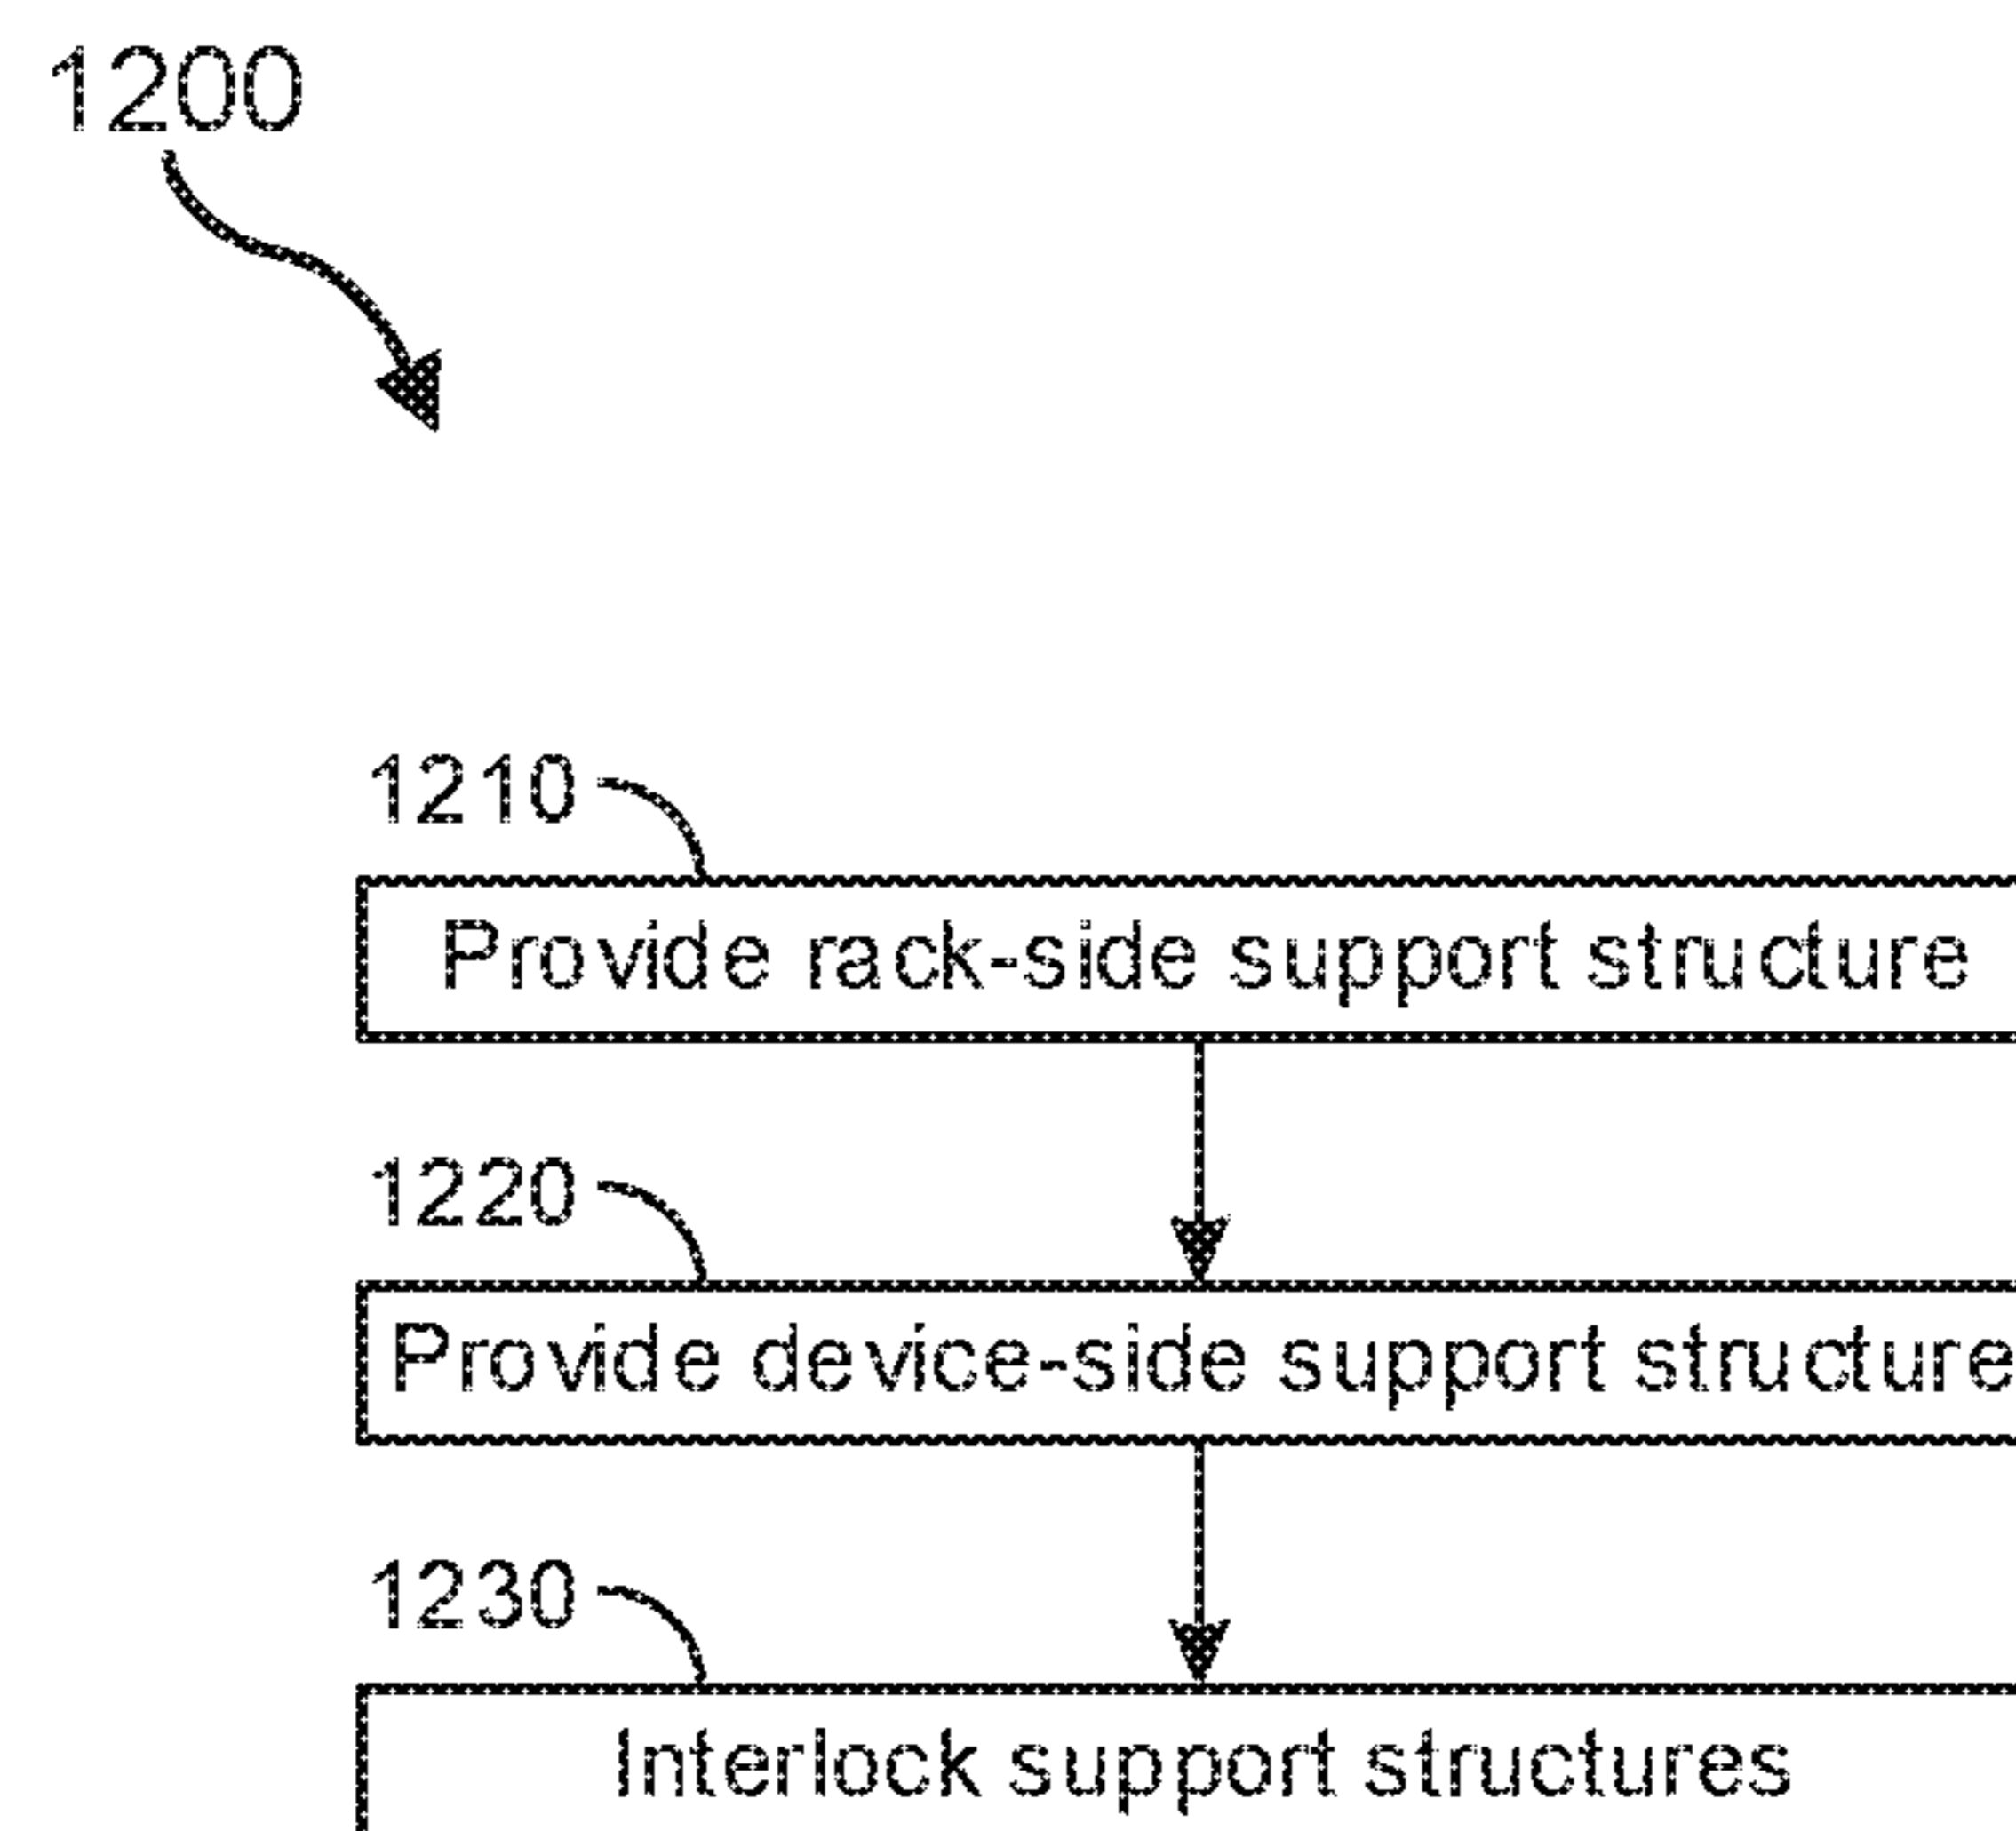 1200
1210
Provide rack-side support structure
1220
Provide device-side support structure
1230
Interlock support structures